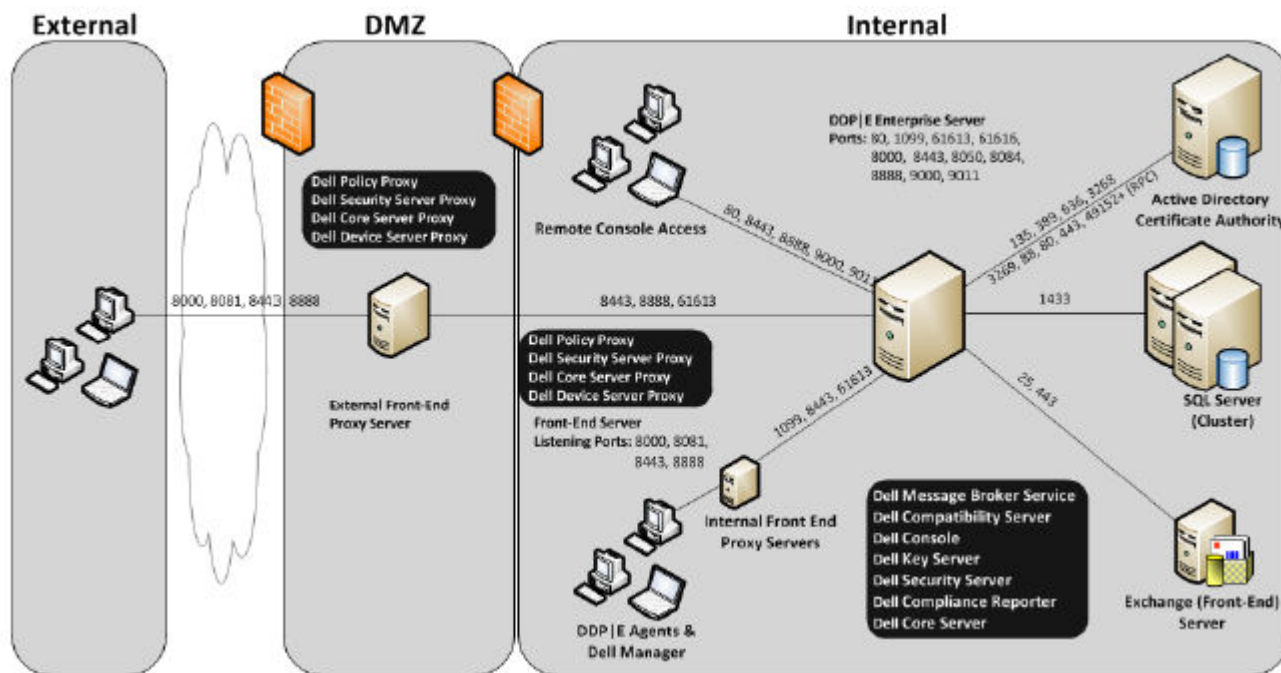 External
DMZ
Internal
Dell Policy Proxy
Dell Security Server Proxy
Dell Core Server Proxy
Dell Device Server Proxy
Remote Console Access
DDP|E Enterprise Server
Ports: 80, 1099, 61613, 61616,
8000, 8443, 8050, 8084,
8888, 9000, 9011
80, 8443, 8888, 9000, 9011
135, 389, 636, 3268
3269, 88, 80, 443, 49152+ (RPC)
Active Directory
Certificate Authority
8000, 8081, 8443, 8888
8443, 8888, 61613
1433
External Front-End
Proxy Server
Dell Policy Proxy
Dell Security Server Proxy
Dell Core Server Proxy
Dell Device Server Proxy
Front-End Server
Listening Ports: 8000, 8081,
8443, 8888
1099, 8443, 61613
25, 443
SQL Server
(Cluster)
Internal Front End
Proxy Servers
DDP|E Agents &
Dell Manager
Dell Message Broker Service
Dell Compatibility Server
Dell Console
Dell Key Server
Dell Security Server
Dell Compliance Reporter
Dell Core Server
Exchange (Front-End)
Server